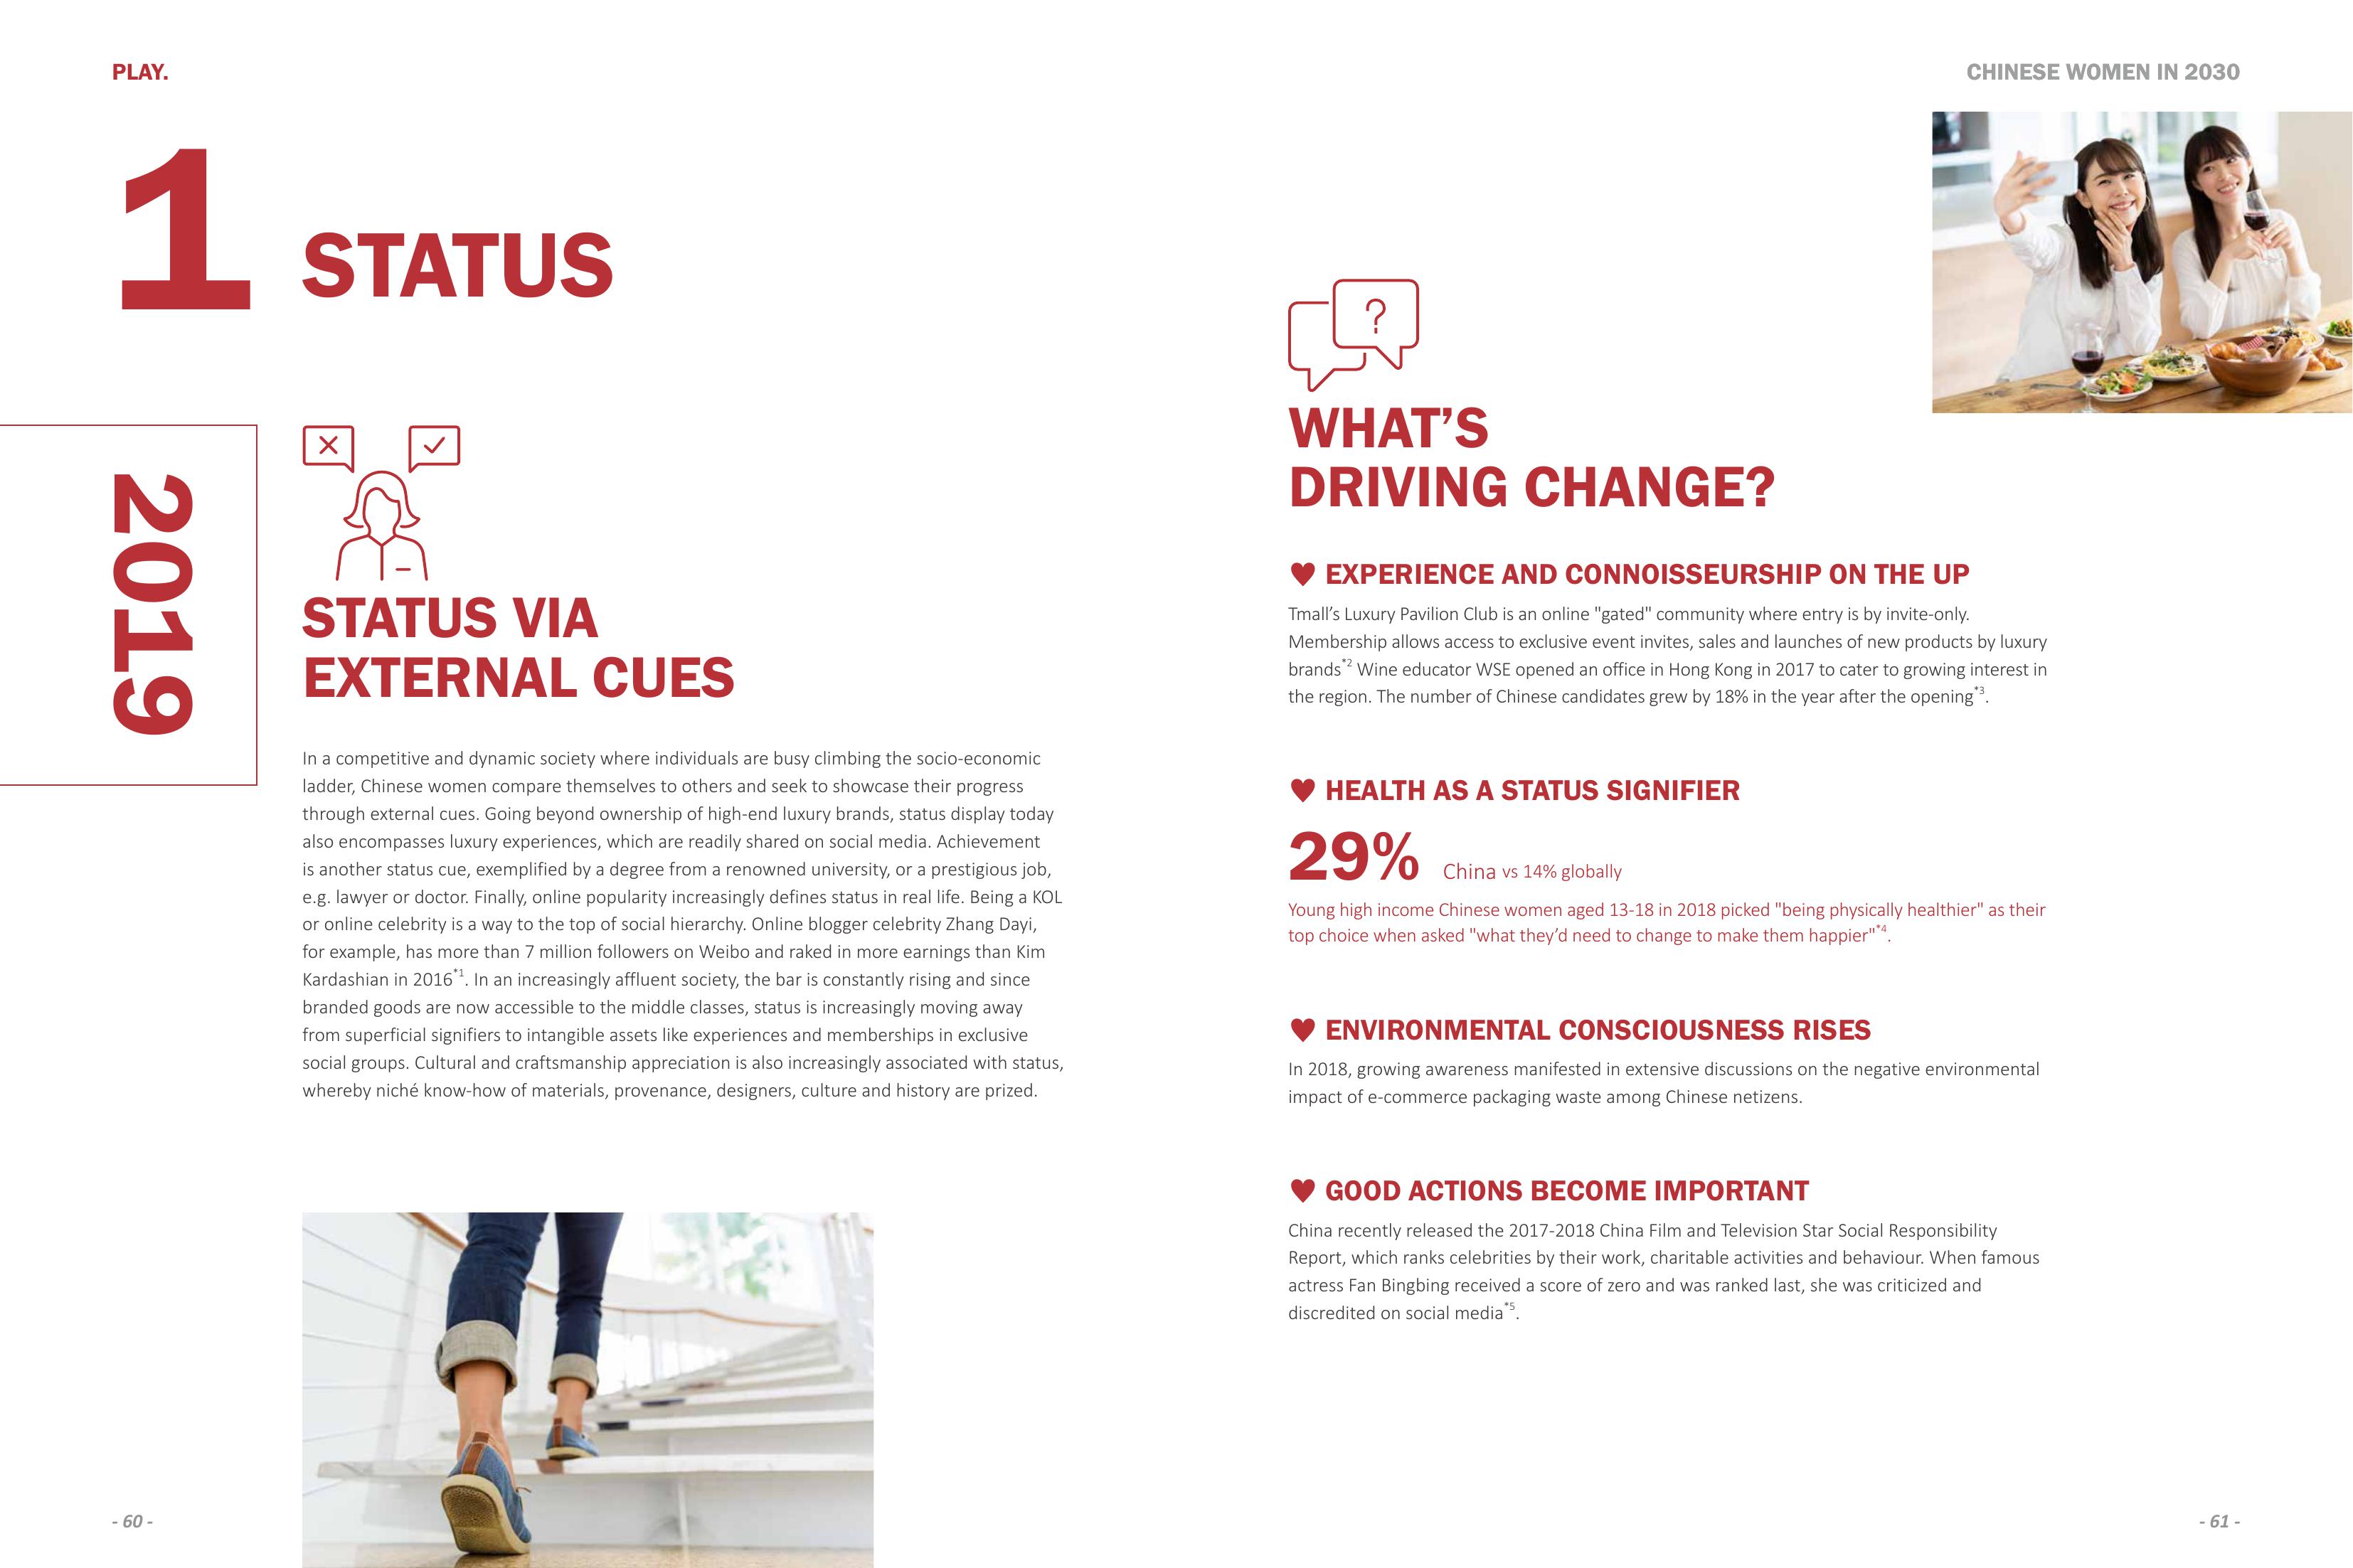 PLAY.
1 STATUS
2019
STATUS VIA
EXTERNAL CUES
In a competitive and dynamic society where individuals are busy climbing the socio-economic
ladder, Chinese women compare themselves to others and seek to showcase their progress
through external cues. Going beyond ownership of high-end luxury brands, status display today
also encompasses luxury experiences, which are readily shared on social media. Achievement
is another status cue, exemplified by a degree from a renowned university, or a prestigious job,
e.g. lawyer or doctor. Finally, online popularity increasingly defines status in real life. Being a KOL
or online celebrity is a way to the top of social hierarchy. Online blogger celebrity Zhang Dayi,
for example, has more than 7 million followers on Weibo and raked in more earnings than Kim
Kardashian in 2016*1. In an increasingly affluent society, the bar is constantly rising and since
branded goods are now accessible to the middle classes, status is increasingly moving away
from superficial signifiers to intangible assets like experiences and memberships in exclusive
social groups. Cultural and craftsmanship appreciation is also increasingly associated with status,
whereby niché know-how of materials, provenance, designers, culture and history are prized.
- 60 -
CHINESE WOMEN IN 2030
?
WHAT’S
DRIVING CHANGE?
♥ EXPERIENCE AND CONNOISSEURSHIP ON THE UP
Tmall’s Luxury Pavilion Club is an online "gated" community where entry is by invite-only.
Membership allows access to exclusive event invites, sales and launches of new products by luxury
brands*2 Wine educator WSE opened an office in Hong Kong in 2017 to cater to growing interest in
the region. The number of Chinese candidates grew by 18% in the year after the opening*3.
♥ HEALTH AS A STATUS SIGNIFIER
29% China vs 14% globally
Young high income Chinese women aged 13-18 in 2018 picked "being physically healthier" as their
top choice when asked "what they’d need to change to make them happier"*4.
♥ ENVIRONMENTAL CONSCIOUSNESS RISES
In 2018, growing awareness manifested in extensive discussions on the negative environmental
impact of e-commerce packaging waste among Chinese netizens.
♥ GOOD ACTIONS BECOME IMPORTANT
China recently released the 2017-2018 China Film and Television Star Social Responsibility
Report, which ranks celebrities by their work, charitable activities and behaviour. When famous
actress Fan Bingbing received a score of zero and was ranked last, she was criticized and
discredited on social media*5.
- 61 -